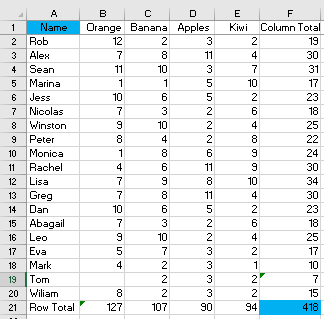 A B C D E F
1 Name Orange Banana Apples Kiwi Column Total
2 Rob 12 2 3 2 19
3 Alex 7 8 11 4 30
4 Sean 11 10 3 7 31
5 Marina 1 1 5 10 17
6 Jess 10 6 5 2 23
7 Nicolas 7 3 2 6 18
8 Winston 9 10 2 4 25
9 Peter 8 4 2 8 22
10 Monica 1 8 6 9 24
11 Rachel 4 6 11 9 30
12 Lisa 7 9 8 10 34
13 Greg 7 8 11 4 30
14 Dan 10 6 5 2 23
15 Abagail 7 3 2 6 18
16 Leo 9 10 2 4 25
17 Eva 5 7 3 2 17
18 Mark 4 2 3 1 10
19 Tom 2 3 2 7
20 Wiliam 8 2 3 2 15
21 Row Total 127 107 90 94 418